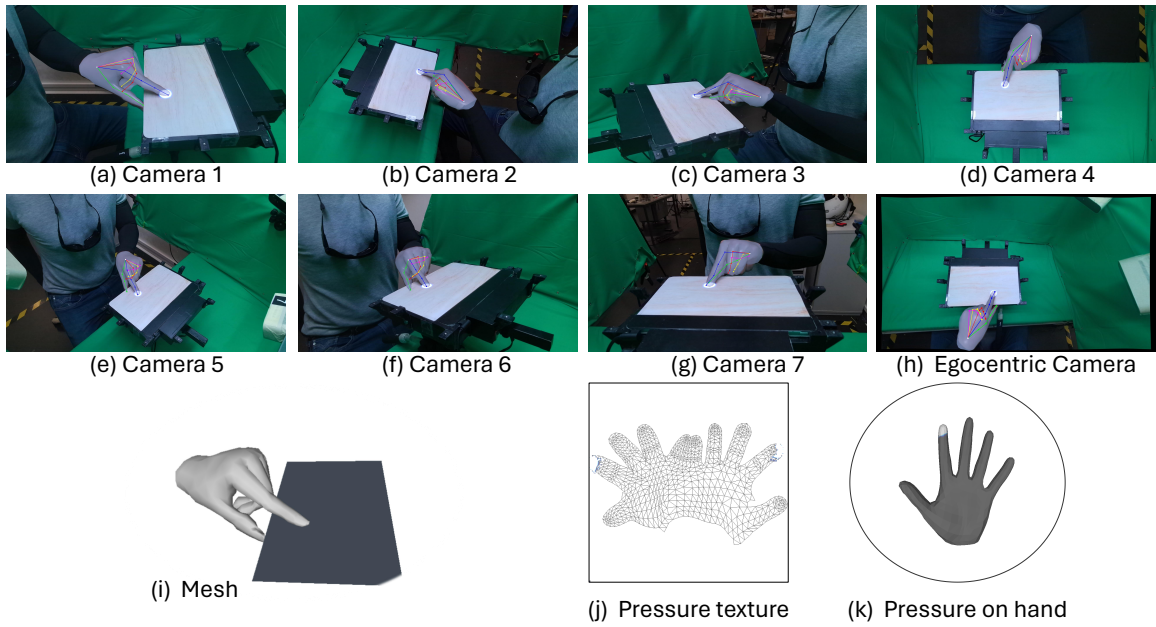 (a) Camera 1
(b) Camera 2
(c) Camera 3
(d) Camera 4
(e) Camera 5
(f) Camera 6
(g) Camera 7
(h) Egocentric Camera
(i) Mesh
(j) Pressure texture
(k) Pressure on hand